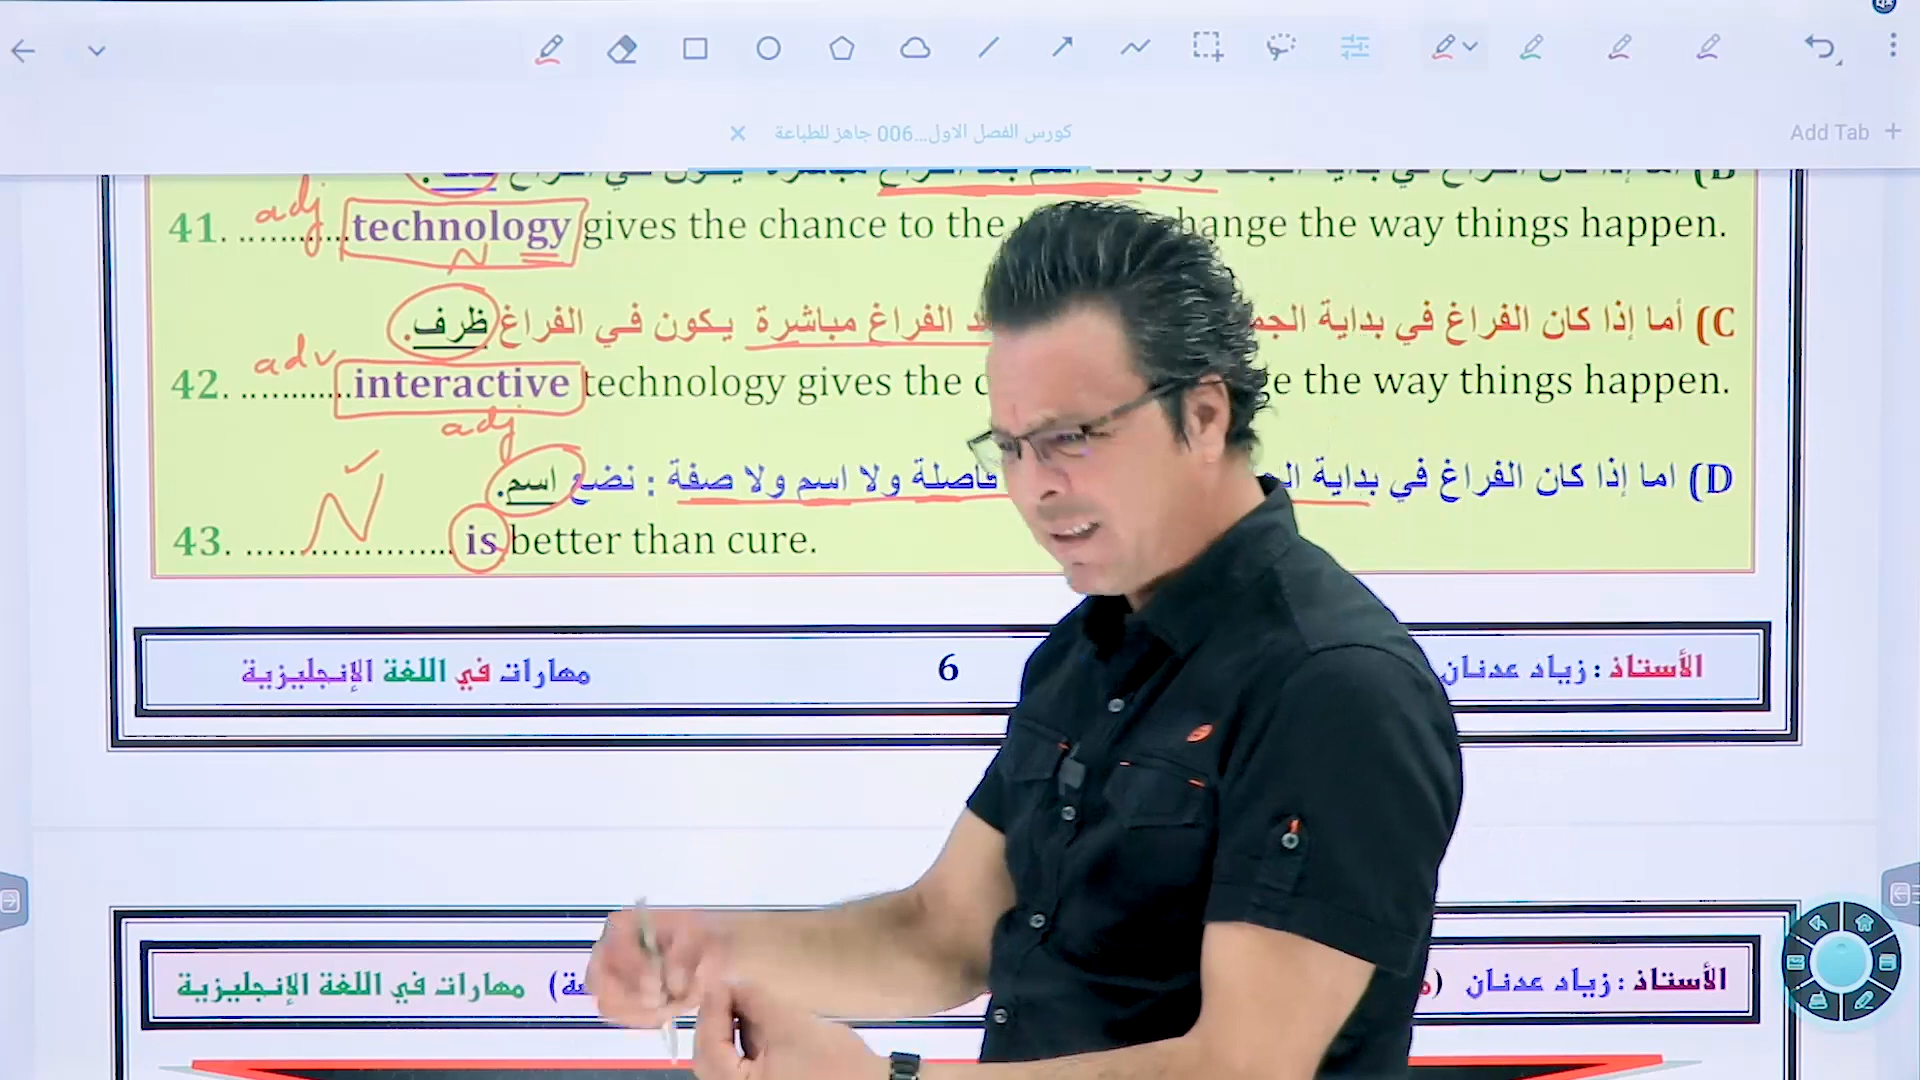 كورس الفصل الاول...006 جاهز للطباعة
Add Tab
adj
41. ............technology gives the chance to the change the way things happen.
N
C) أما إذا كان الفراغ في بداية الفراغ مباشرة يكون في الفراغ ظرف.
adv
42. ...........interactive technology gives the the way things happen.
adj
D) اما إذا كان الفراغ في بداية فاصلة ولا اسم ولا صفة : نضع اسم.
N
43. ..................... is better than cure.
الأستاذ : زياد عدنان 6 مهارات في اللغة الإنجليزية
الأستاذ : زياد عدنان مهارات في اللغة الإنجليزية